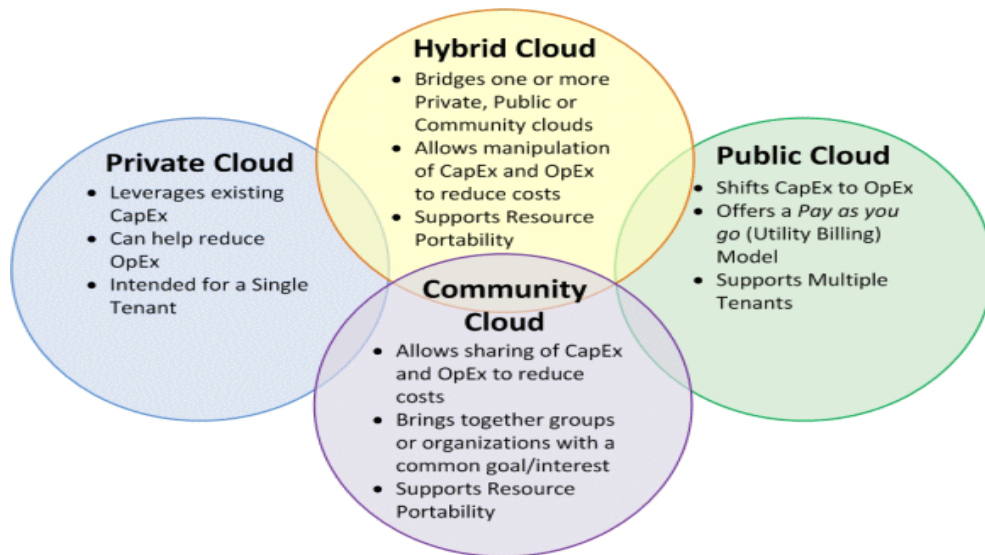 Hybrid Cloud
• Bridges one or more
Private, Public or
Community clouds
• Allows manipulation
of CapEx and OpEx
to reduce costs
• Supports Resource
Portability
Private Cloud
• Leverages existing
CapEx
• Can help reduce
OpEx
• Intended for a Single
Tenant
Public Cloud
• Shifts CapEx to OpEx
• Offers a Pay as you
go (Utility Billing)
Model
• Supports Multiple
Tenants
Community
Cloud
• Allows sharing of CapEx
and OpEx to reduce
costs
• Brings together groups
or organizations with a
common goal/interest
• Supports Resource
Portability